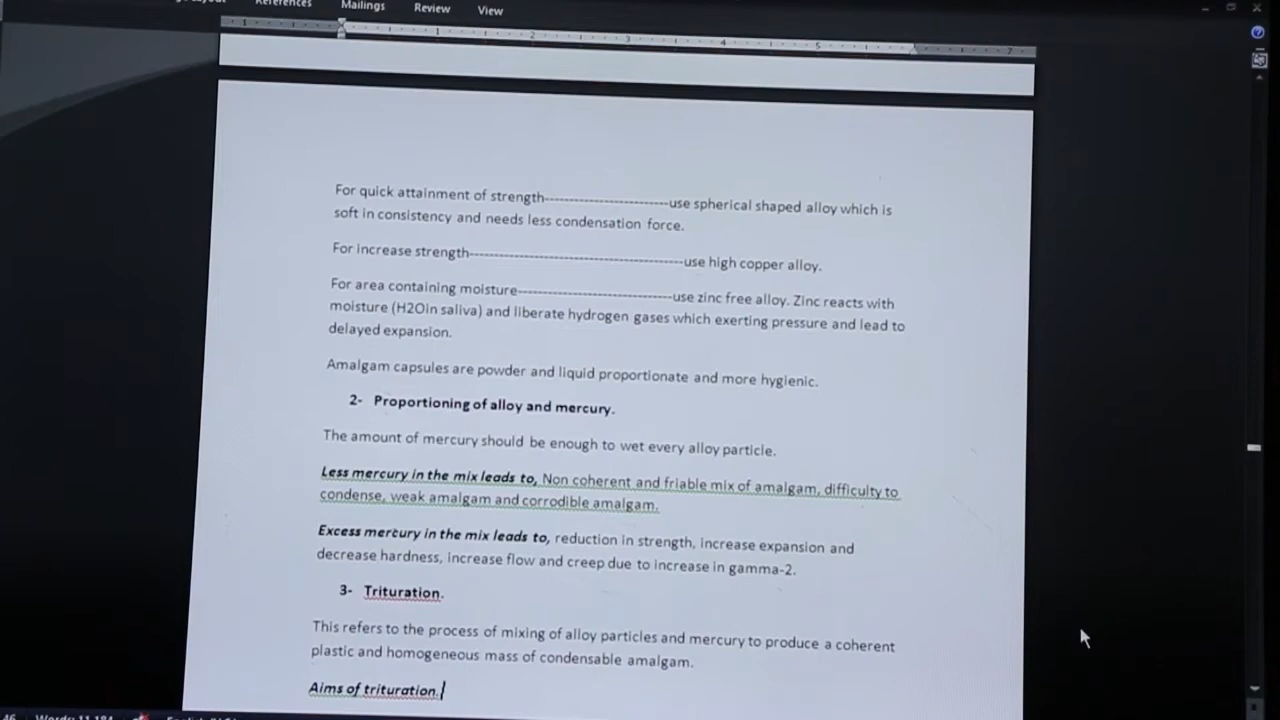 References Mailings Review View
For quick attainment of strength-------------------------use spherical shaped alloy which is
soft in consistency and needs less condensation force.
For increase strength-------------------------------------------use high copper alloy.
For area containing moisture-------------------------------use zinc free alloy. Zinc reacts with
moisture (H2Oin saliva) and liberate hydrogen gases which exerting pressure and lead to
delayed expansion.
Amalgam capsules are powder and liquid proportionate and more hygienic.
2- Proportioning of alloy and mercury.
The amount of mercury should be enough to wet every alloy particle.
Less mercury in the mix leads to, Non coherent and friable mix of amalgam, difficulty to
condense, weak amalgam and corrodible amalgam.
Excess mercury in the mix leads to, reduction in strength, increase expansion and
decrease hardness, increase flow and creep due to increase in gamma-2.
3- Trituration.
This refers to the process of mixing of alloy particles and mercury to produce a coherent
plastic and homogeneous mass of condensable amalgam.
Aims of trituration.